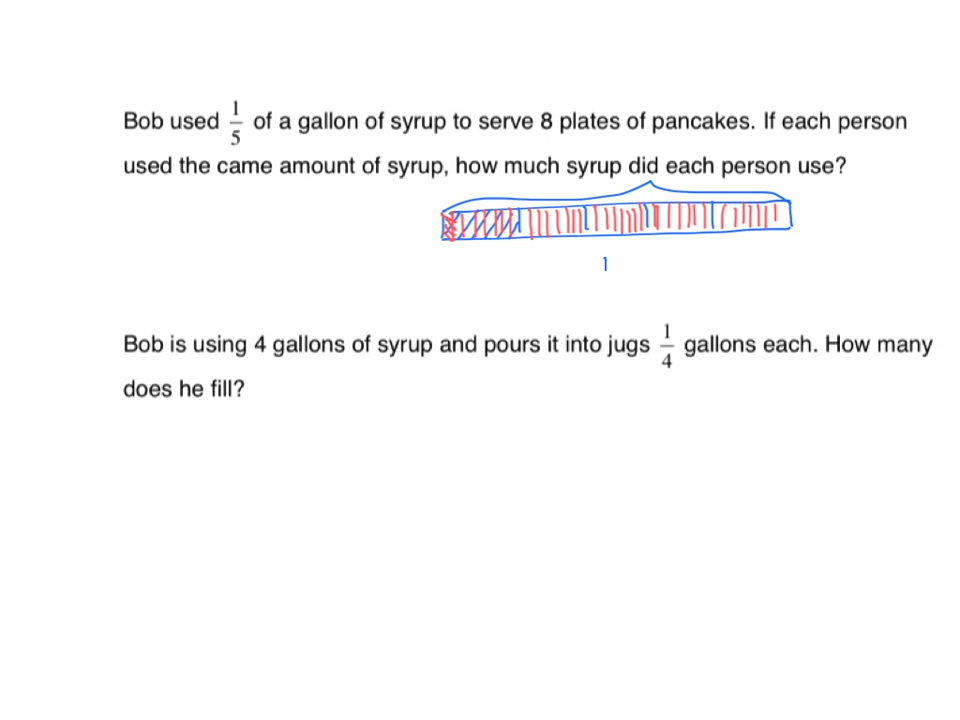 Bob used 1/5 of a gallon of syrup to serve 8 plates of pancakes. If each person
used the came amount of syrup, how much syrup did each person use?
1
Bob is using 4 gallons of syrup and pours it into jugs 1/4 gallons each. How many
does he fill?